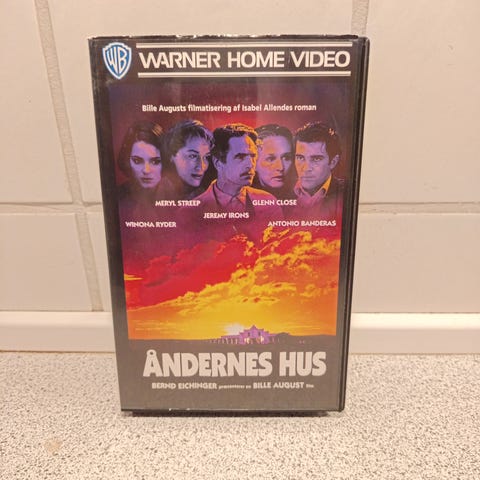 WB WARNER HOME VIDEO
Bille Augusts filmatisering af Isabel Allendes roman
MERYL STREEP GLENN CLOSE
JEREMY IRONS
WINONA RYDER ANTONIO BANDERAS
ÅNDERNES HUS
BERND EICHINGER præsenterer en BILLE AUGUST film